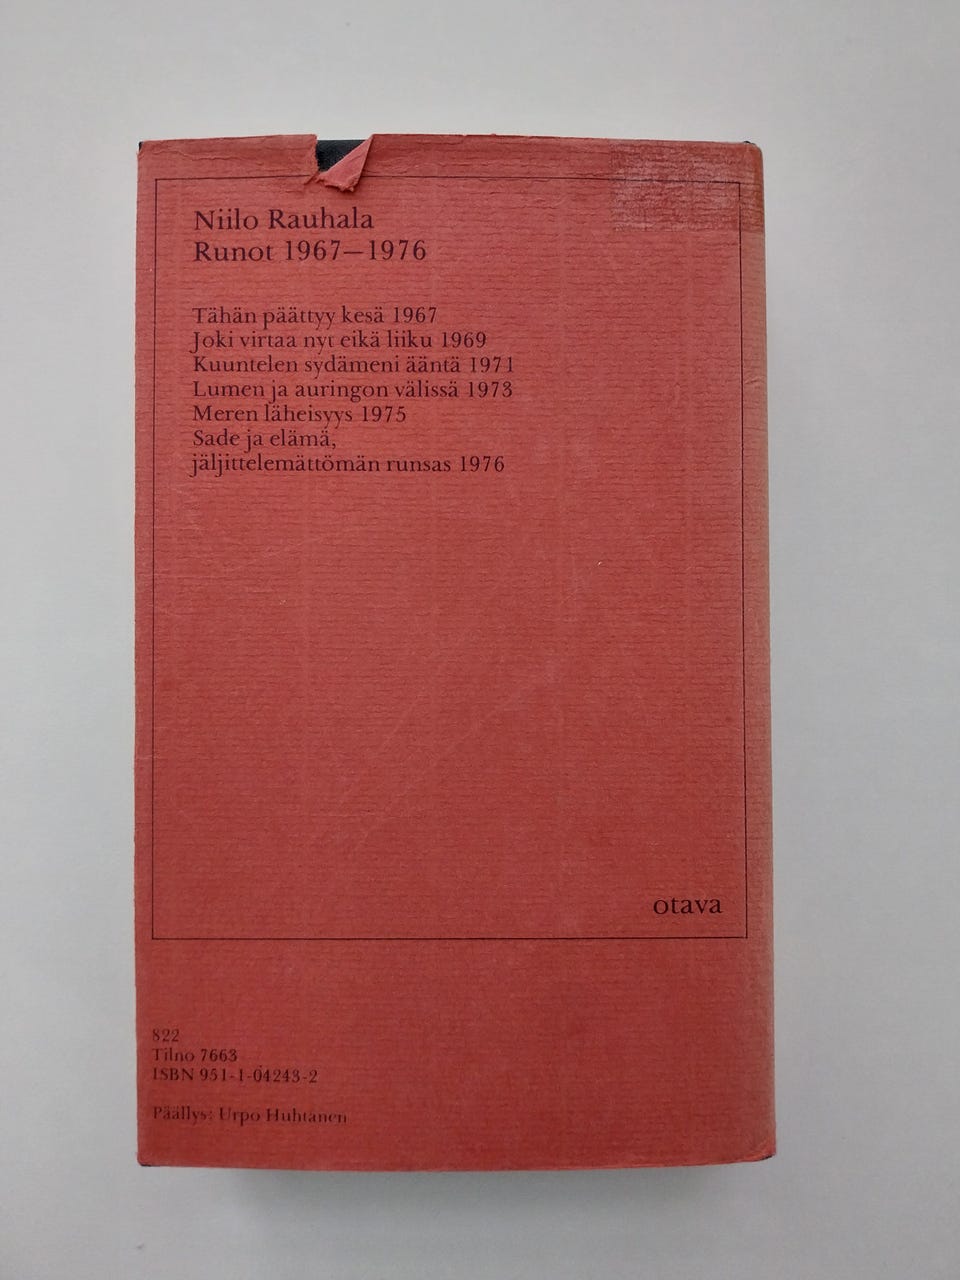 Niilo Rauhala
Runot 1967—1976
Tähän päättyy kesä 1967
Joki virtaa nyt eikä liiku 1969
Kuuntelen sydämeni ääntä 1971
Lumen ja auringon välissä 1973
Meren läheisyys 1975
Sade ja elämä,
jäljittelemättömän runsas 1976
otava
822
Tilno 7663
ISBN 951-1-04243-2
Päällys: Urpo Huhtanen